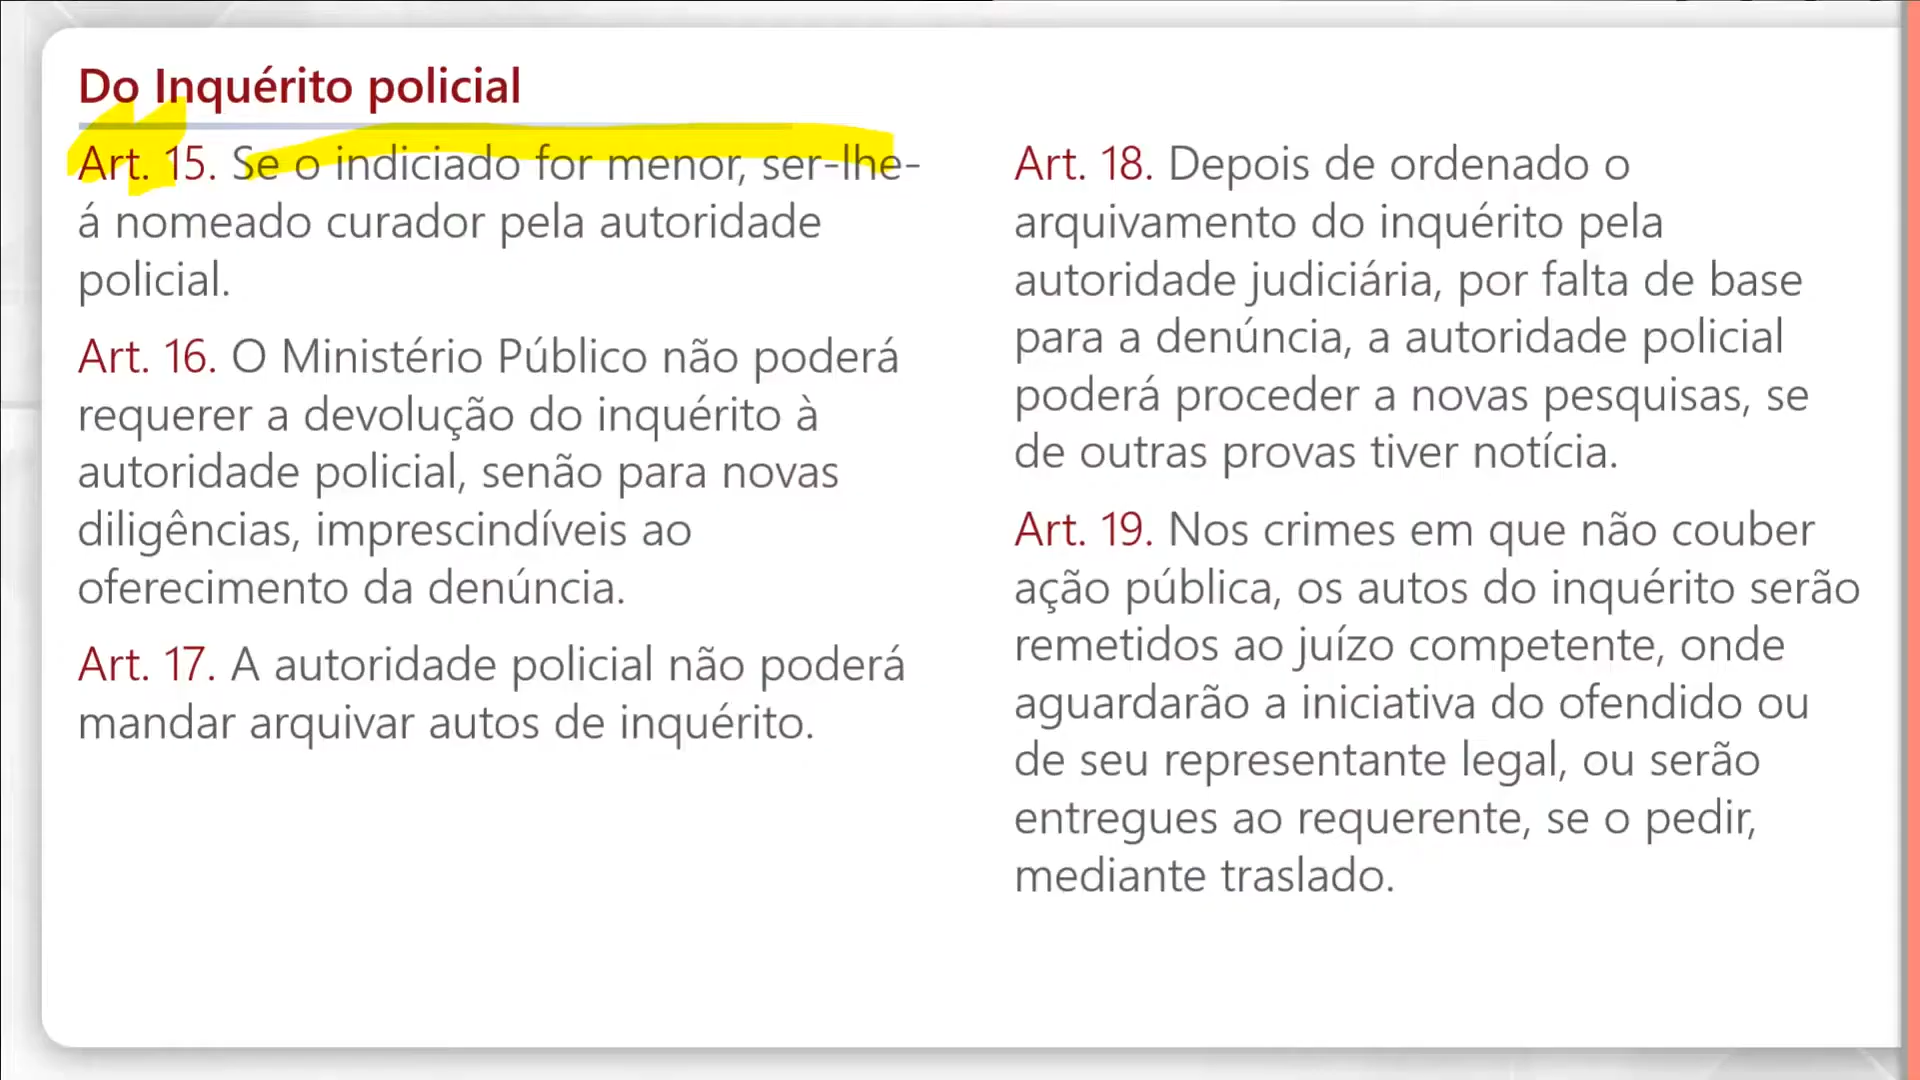 Do Inquérito policial
Art. 15. Se o indiciado for menor, ser-lhe-
á nomeado curador pela autoridade
policial.
Art. 16. O Ministério Público não poderá
requerer a devolução do inquérito à
autoridade policial, senão para novas
diligências, imprescindíveis ao
oferecimento da denúncia.
Art. 17. A autoridade policial não poderá
mandar arquivar autos de inquérito.
Art. 18. Depois de ordenado o
arquivamento do inquérito pela
autoridade judiciária, por falta de base
para a denúncia, a autoridade policial
poderá proceder a novas pesquisas, se
de outras provas tiver notícia.
Art. 19. Nos crimes em que não couber
ação pública, os autos do inquérito serão
remetidos ao juízo competente, onde
aguardarão a iniciativa do ofendido ou
de seu representante legal, ou serão
entregues ao requerente, se o pedir,
mediante traslado.